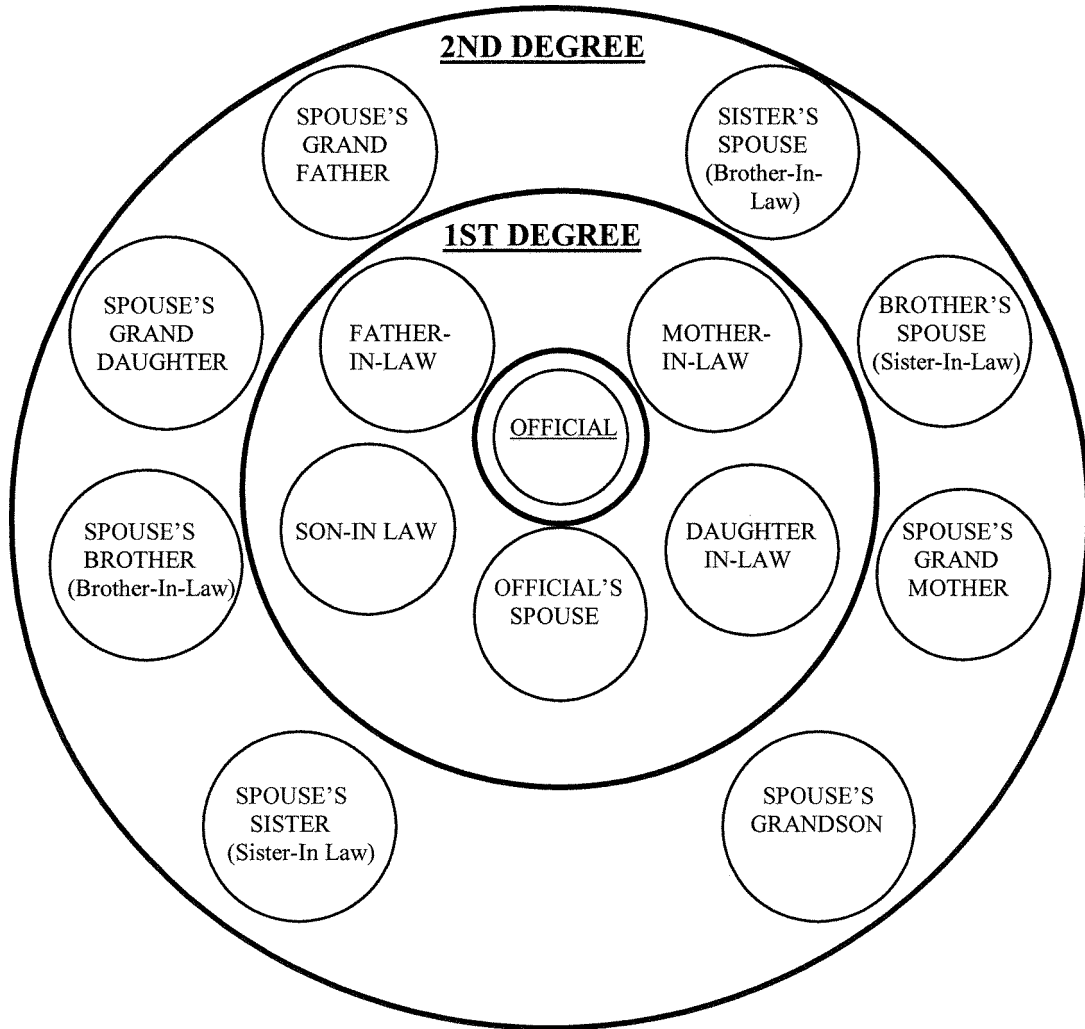 2ND DEGREE
SPOUSE'S
GRAND
FATHER
SISTER'S
SPOUSE
(Brother-In-
Law)
1ST DEGREE
SPOUSE'S
GRAND
DAUGHTER
FATHER-
IN-LAW
MOTHER-
IN-LAW
BROTHER'S
SPOUSE
(Sister-In-Law)
OFFICIAL
SPOUSE'S
BROTHER
(Brother-In-Law)
SON-IN LAW
OFFICIAL'S
SPOUSE
DAUGHTER
IN-LAW
SPOUSE'S
GRAND
MOTHER
SPOUSE'S
SISTER
(Sister-In Law)
SPOUSE'S
GRANDSON